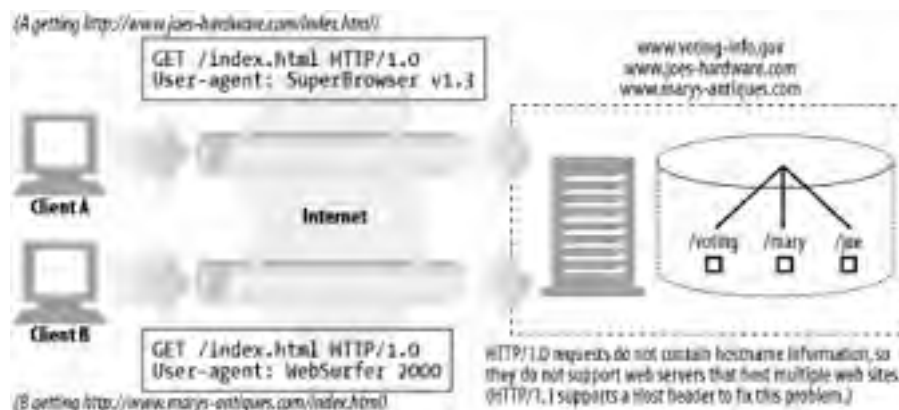 (A getting http://www.joes-hardware.com/index.html)
GET /index.html HTTP/1.0
User-agent: SuperBrowser v1.3
www.voting-info.gov
www.joes-hardware.com
www.marys-antiques.com
Client A
Internet
/voting /mary /joe
Client B
GET /index.html HTTP/1.0
User-agent: WebSurfer 2000
(B getting http://www.marys-antiques.com/index.html)
HTTP/1.0 requests do not contain hostname information, so
they do not support web servers that host multiple web sites.
(HTTP/1.1 supports a Host header to fix this problem.)